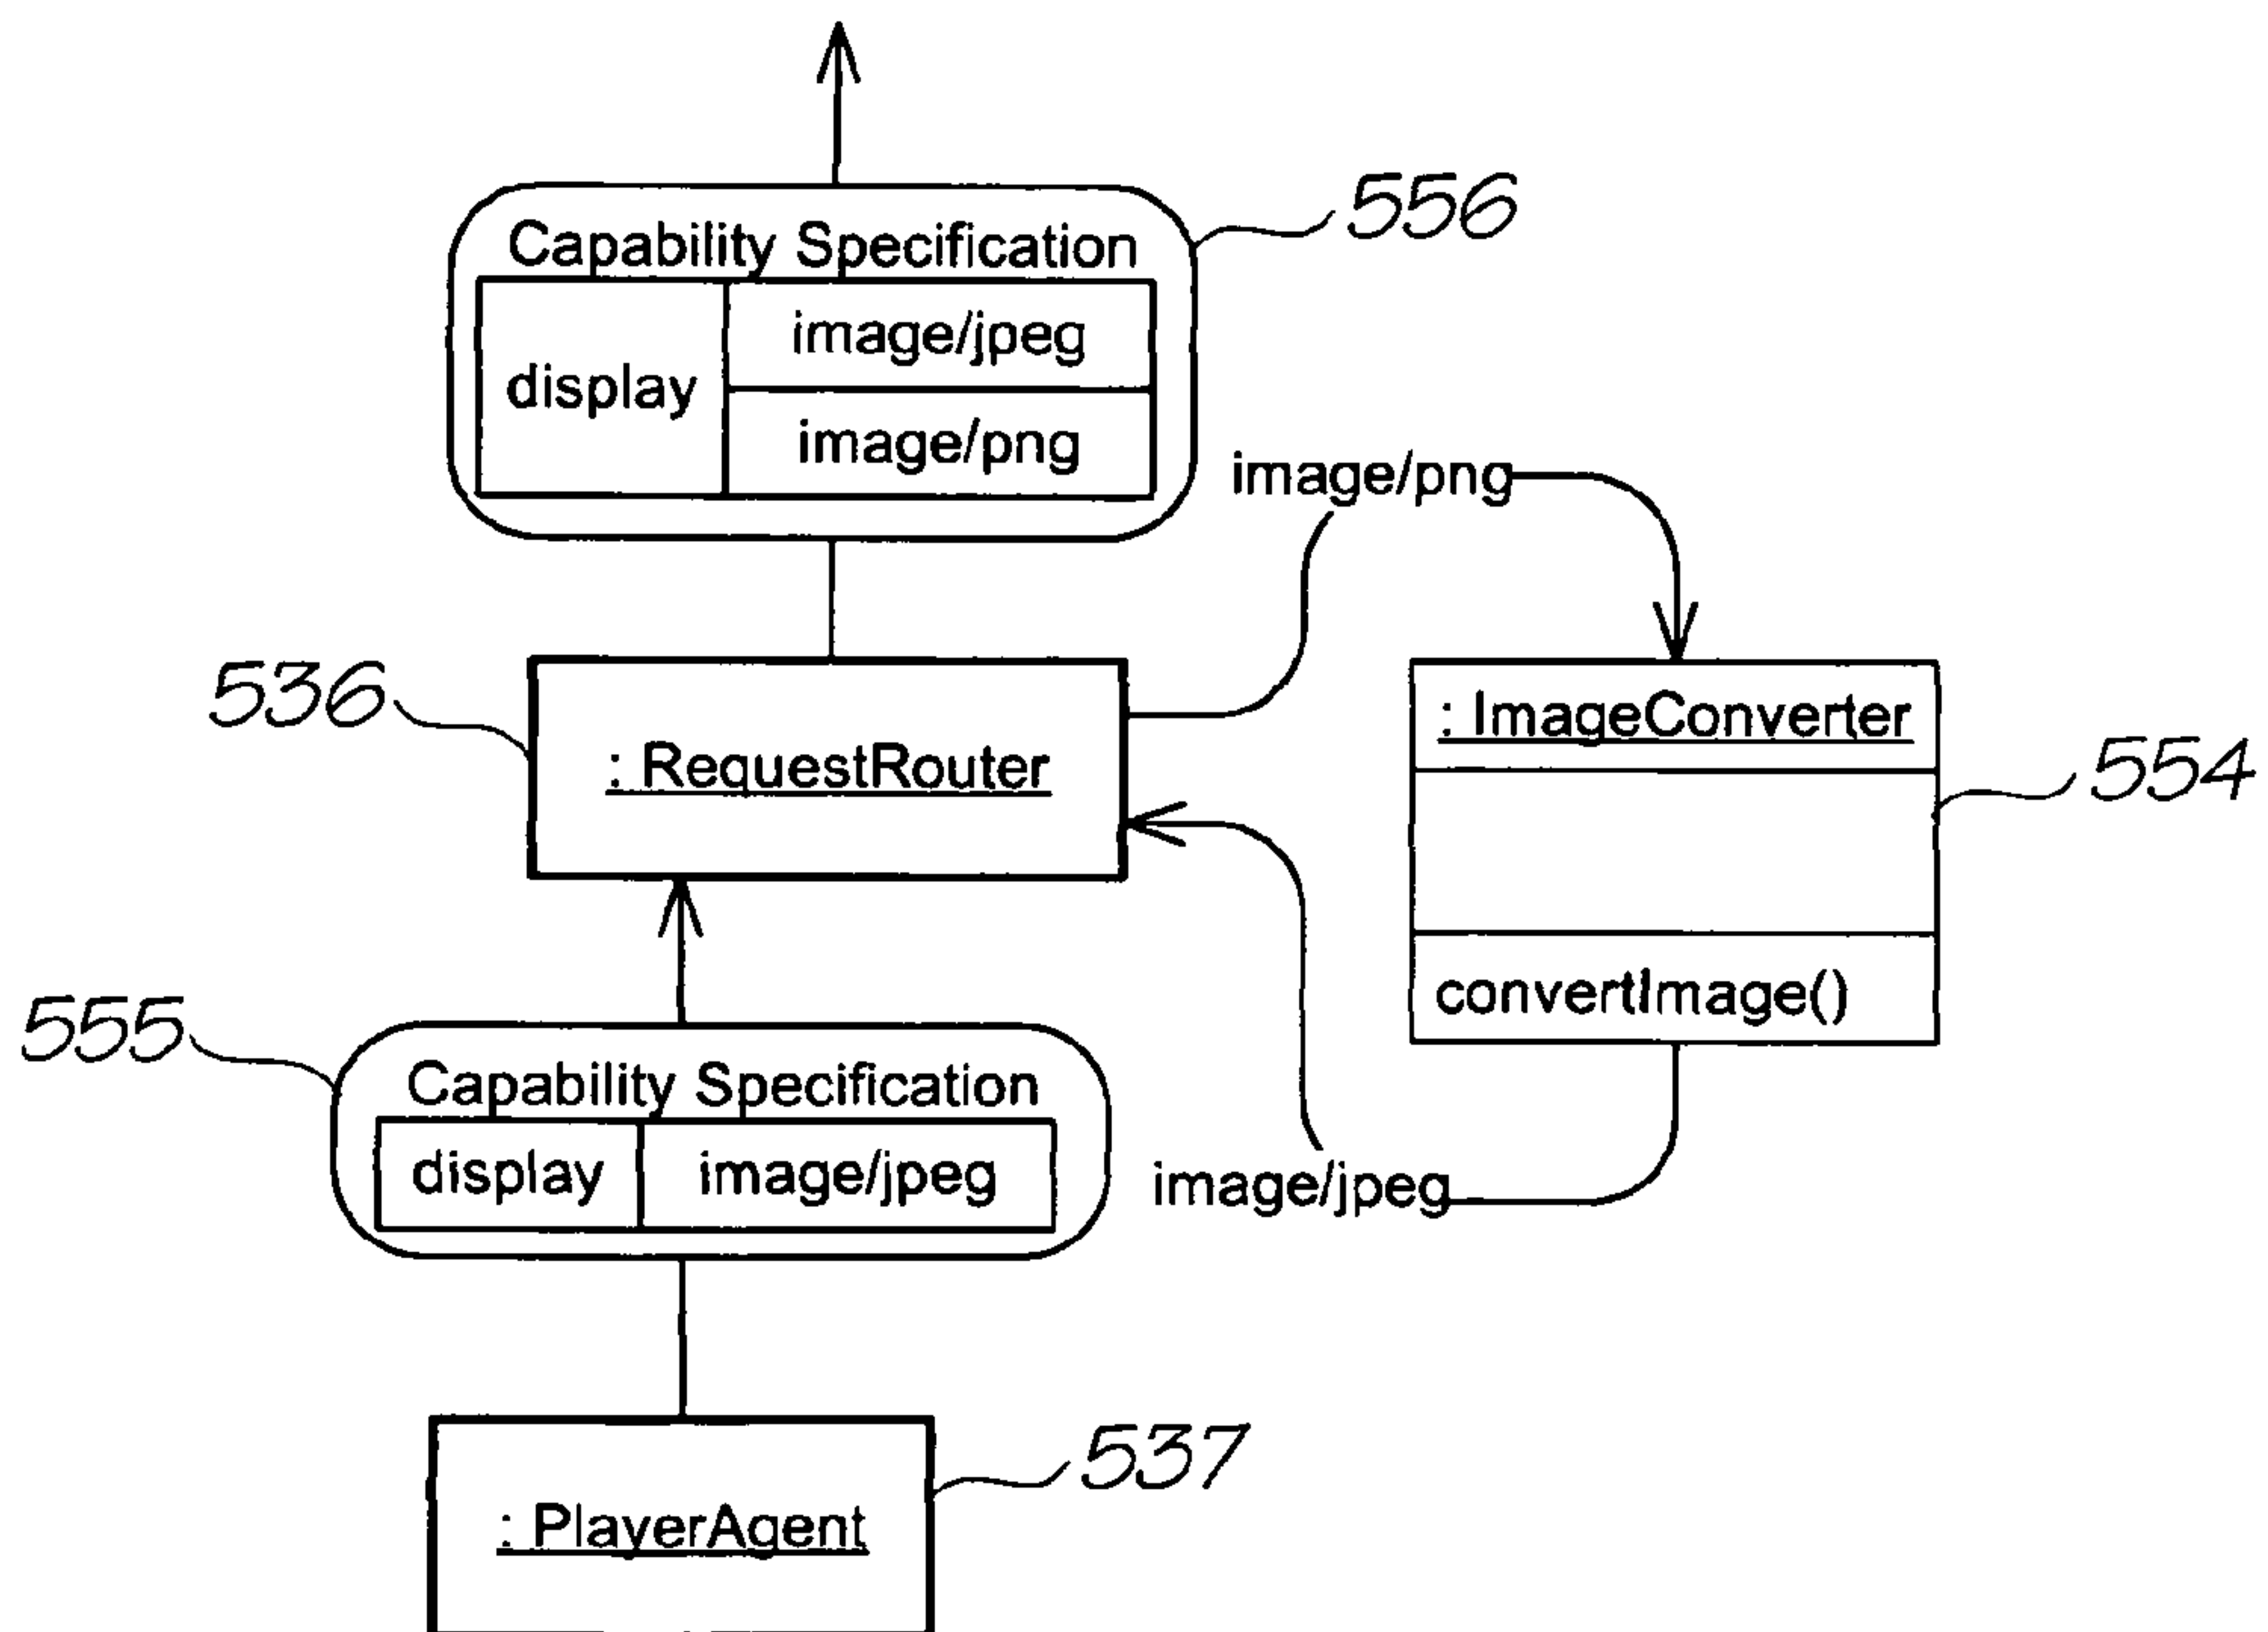 556
Capability Specification
display
image/jpeg
image/png
image/png
536
: RequestRouter
: ImageConverter
554
convertImage()
555
Capability Specification
display
image/jpeg
image/jpeg
537
: PlayerAgent